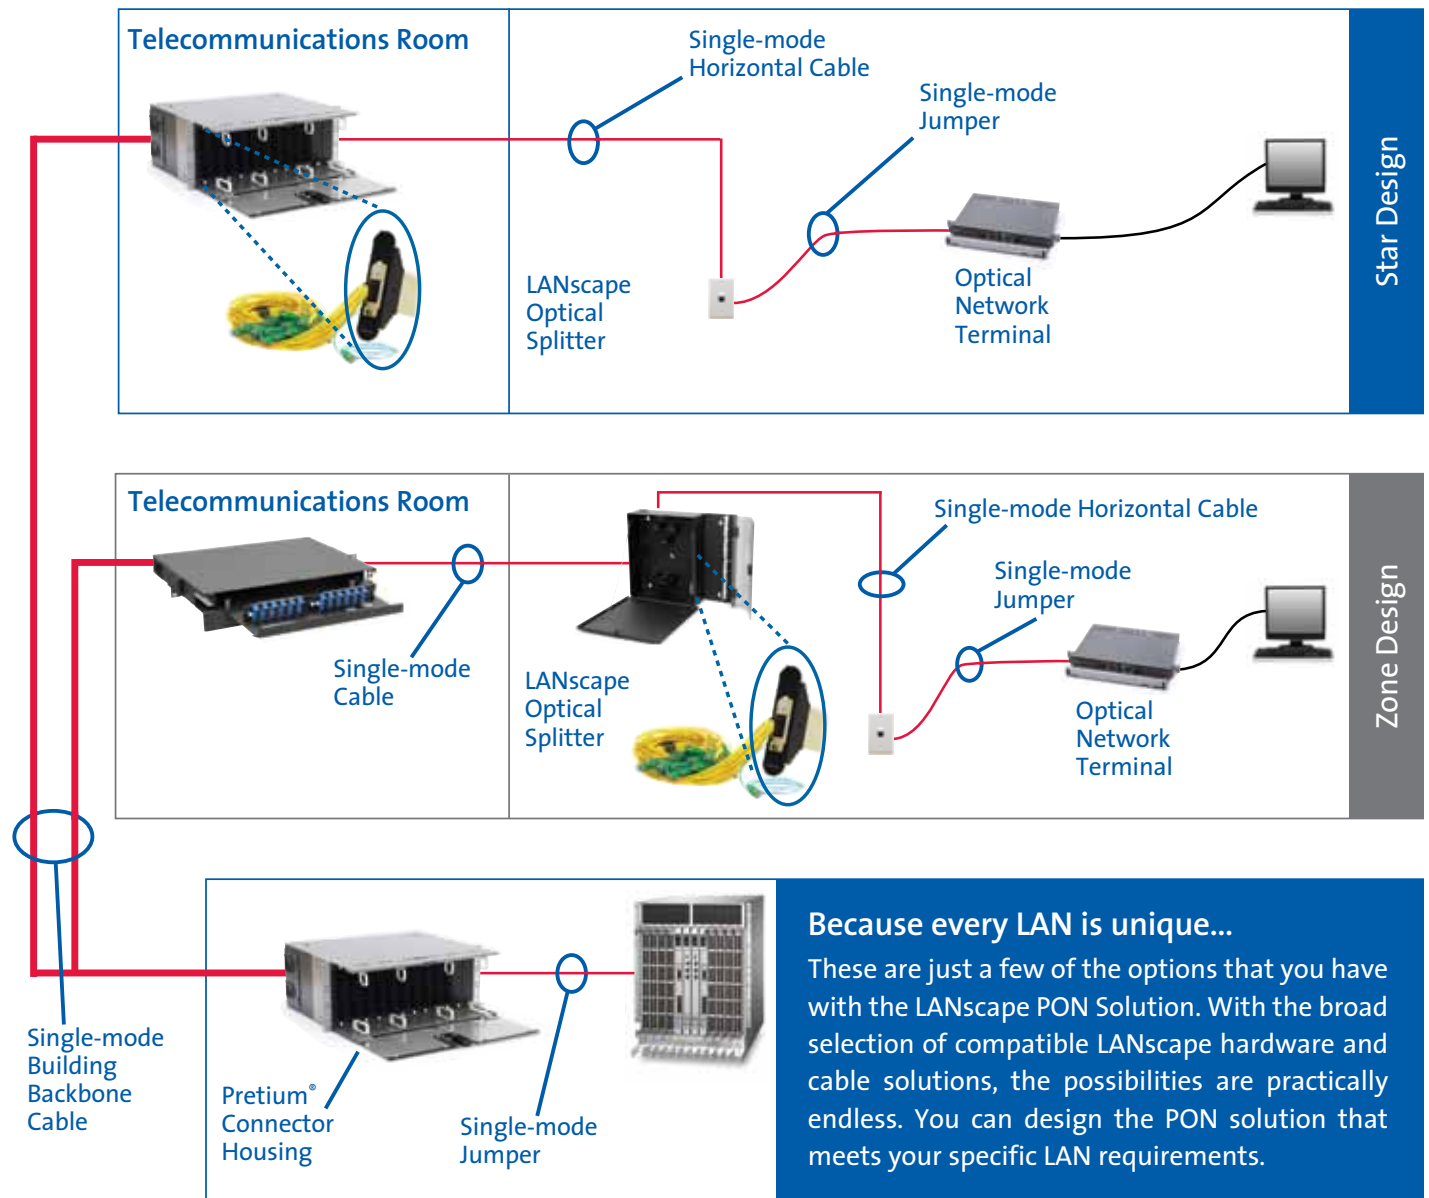 Telecommunications Room
Single-mode
Horizontal Cable
Single-mode
Jumper
LANscape
Optical
Splitter
Optical
Network
Terminal
Star Design
Telecommunications Room
Single-mode Horizontal Cable
Single-mode
Jumper
Single-mode
Cable
LANscape
Optical
Splitter
Optical
Network
Terminal
Zone Design
Single-mode
Building
Backbone
Cable
Pretium®
Connector
Housing
Single-mode
Jumper
Because every LAN is unique...
These are just a few of the options that you have
with the LANscape PON Solution. With the broad
selection of compatible LANscape hardware and
cable solutions, the possibilities are practically
endless. You can design the PON solution that
meets your specific LAN requirements.